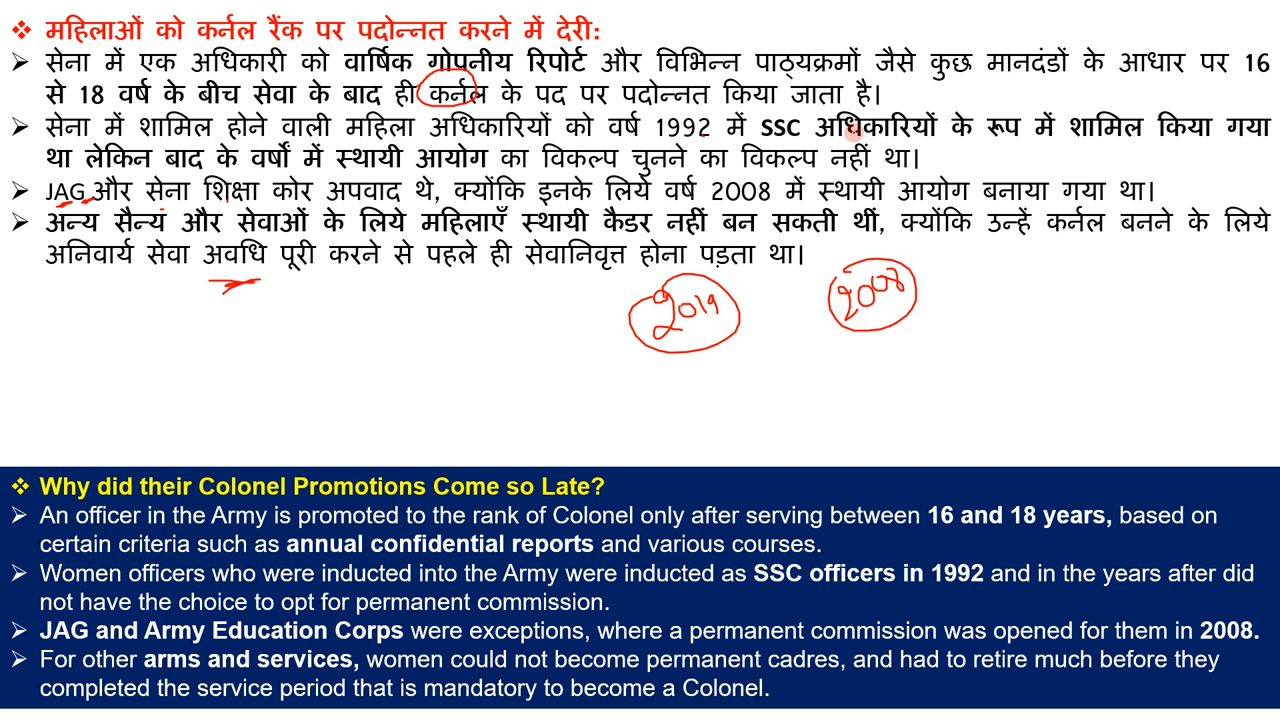 ❖ महिलाओं को कर्नल रैंक पर पदोन्नत करने में देरी:
➢ सेना में एक अधिकारी को वार्षिक गोपनीय रिपोर्ट और विभिन्न पाठ्यक्रमों जैसे कुछ मानदंडों के आधार पर 16
से 18 वर्ष के बीच सेवा के बाद ही कर्नल के पद पर पदोन्नत किया जाता है।
➢ सेना में शामिल होने वाली महिला अधिकारियों को वर्ष 1992 में SSC अधिकारियों के रूप में शामिल किया गया
था लेकिन बाद के वर्षों में स्थायी आयोग का विकल्प चुनने का विकल्प नहीं था।
➢ JAG और सेना शिक्षा कोर अपवाद थे, क्योंकि इनके लिये वर्ष 2008 में स्थायी आयोग बनाया गया था।
➢ अन्य सैन्य और सेवाओं के लिये महिलाएँ स्थायी कैडर नहीं बन सकती थीं, क्योंकि उन्हें कर्नल बनने के लिये
अनिवार्य सेवा अवधि पूरी करने से पहले ही सेवानिवृत्त होना पड़ता था।
2019 2008
❖ Why did their Colonel Promotions Come so Late?
➢ An officer in the Army is promoted to the rank of Colonel only after serving between 16 and 18 years, based on
certain criteria such as annual confidential reports and various courses.
➢ Women officers who were inducted into the Army were inducted as SSC officers in 1992 and in the years after did
not have the choice to opt for permanent commission.
➢ JAG and Army Education Corps were exceptions, where a permanent commission was opened for them in 2008.
➢ For other arms and services, women could not become permanent cadres, and had to retire much before they
completed the service period that is mandatory to become a Colonel.